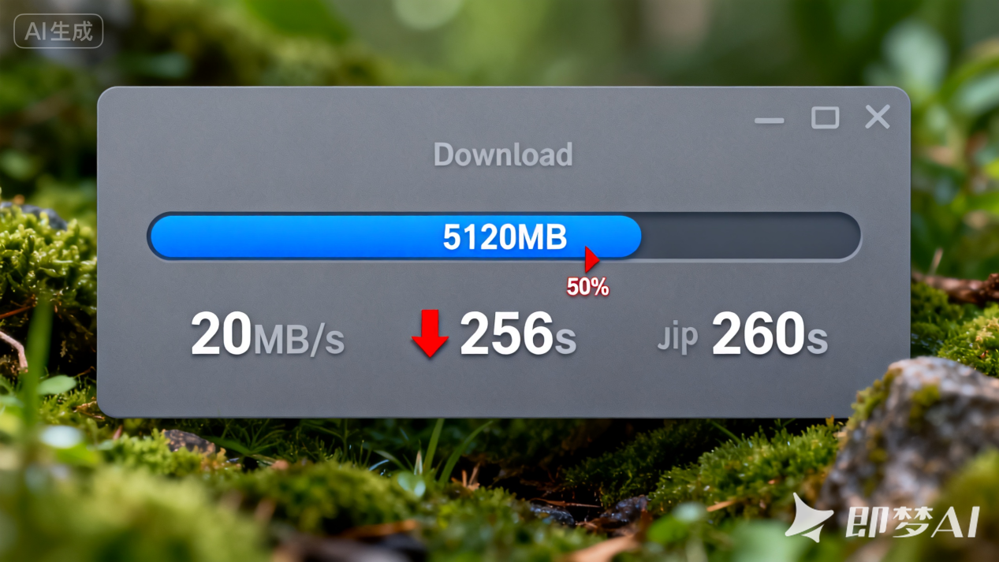 AI生成
Download
5120MB
50%
20MB/s
256s
Jip 260s
即梦AI